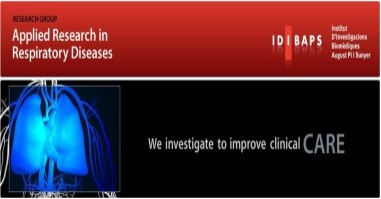 RESEARCH GROUP
Applied Research in
Respiratory Diseases
IDIBAPS
Institut
D'Investigacions
Biomèdiques
August Pi i Sunyer
We investigate to improve clinical CARE